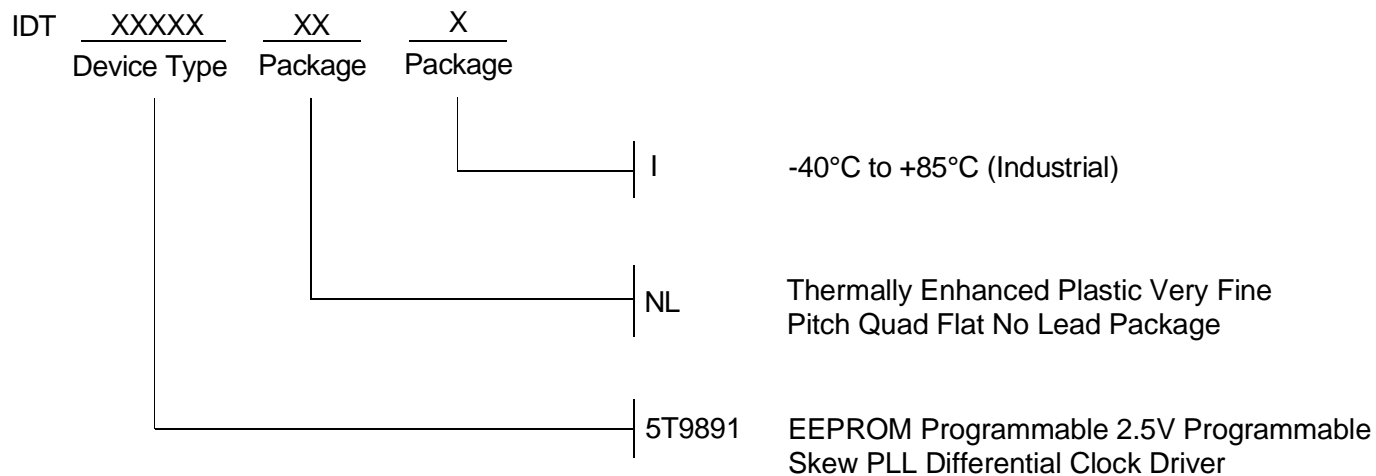 IDT XXXXX XX X
Device Type Package Package
I -40°C to +85°C (Industrial)
NL Thermally Enhanced Plastic Very Fine
Pitch Quad Flat No Lead Package
5T9891 EEPROM Programmable 2.5V Programmable
Skew PLL Differential Clock Driver